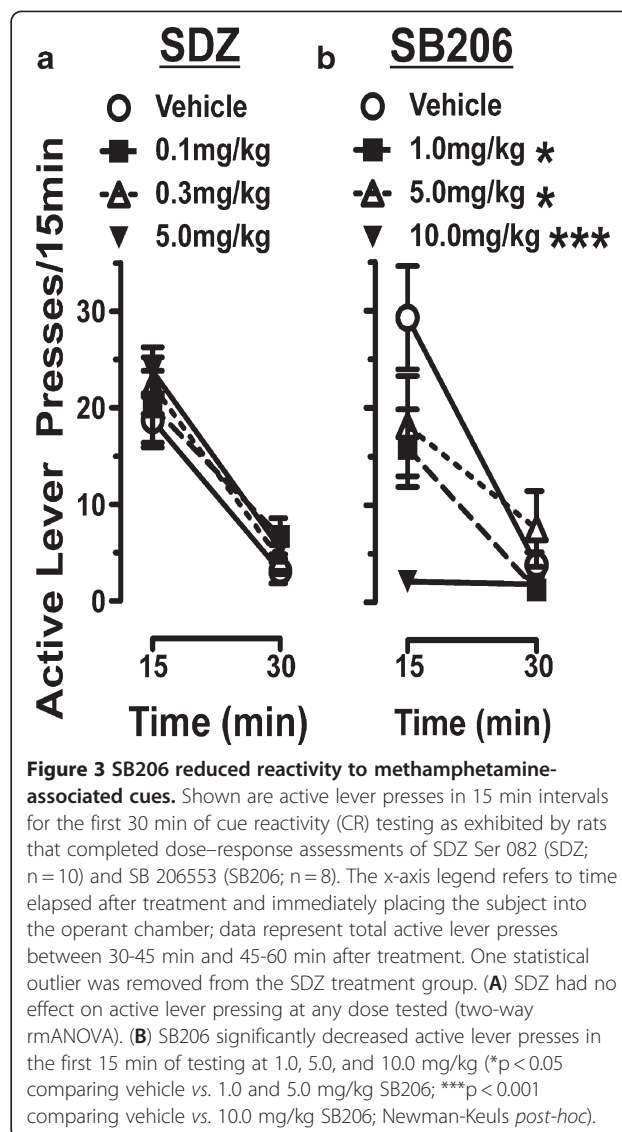 a SDZ b SB206
Vehicle Vehicle
0.1mg/kg 1.0mg/kg *
0.3mg/kg 5.0mg/kg *
5.0mg/kg 10.0mg/kg ***
Active Lever Presses/15min
30
20
10
0
15 30 15 30
Time (min) Time (min)
Figure 3 SB206 reduced reactivity to methamphetamine-
associated cues. Shown are active lever presses in 15 min intervals
for the first 30 min of cue reactivity (CR) testing as exhibited by rats
that completed dose–response assessments of SDZ Ser 082 (SDZ;
n = 10) and SB 206553 (SB206; n = 8). The x-axis legend refers to time
elapsed after treatment and immediately placing the subject into
the operant chamber; data represent total active lever presses
between 30-45 min and 45-60 min after treatment. One statistical
outlier was removed from the SDZ treatment group. (A) SDZ had no
effect on active lever pressing at any dose tested (two-way
rmANOVA). (B) SB206 significantly decreased active lever presses in
the first 15 min of testing at 1.0, 5.0, and 10.0 mg/kg (*p < 0.05
comparing vehicle vs. 1.0 and 5.0 mg/kg SB206; ***p < 0.001
comparing vehicle vs. 10.0 mg/kg SB206; Newman-Keuls post-hoc).